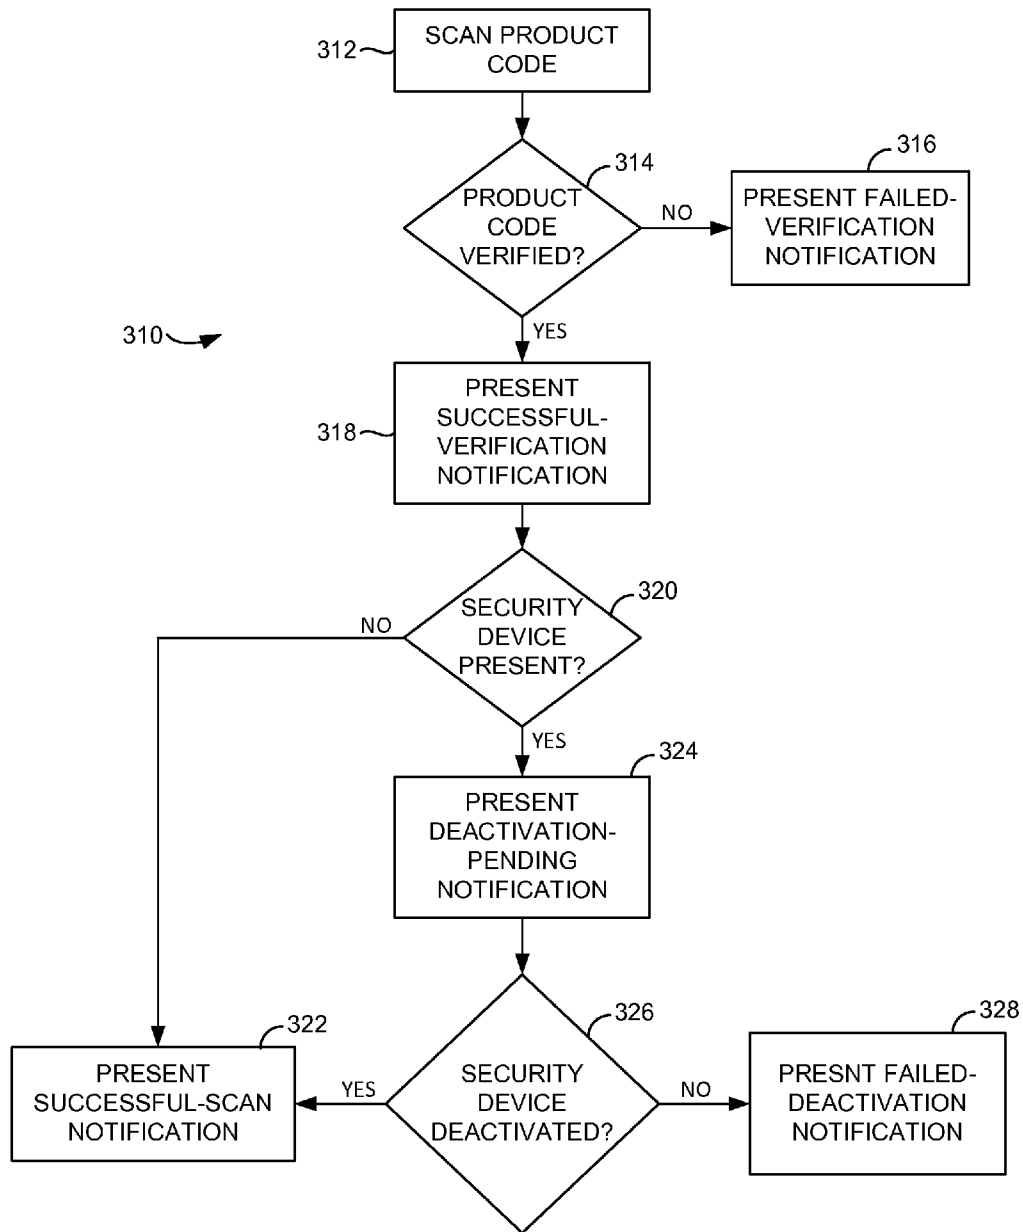 312
SCAN PRODUCT
CODE
314
PRODUCT
CODE
VERIFIED?
NO
316
PRESENT FAILED-
VERIFICATION
NOTIFICATION
310
YES
318
PRESENT
SUCCESSFUL-
VERIFICATION
NOTIFICATION
320
SECURITY
DEVICE
PRESENT?
NO
YES
324
PRESENT
DEACTIVATION-
PENDING
NOTIFICATION
322
PRESENT
SUCCESSFUL-SCAN
NOTIFICATION
YES
326
SECURITY
DEVICE
DEACTIVATED?
NO
328
PRESNT FAILED-
DEACTIVATION
NOTIFICATION